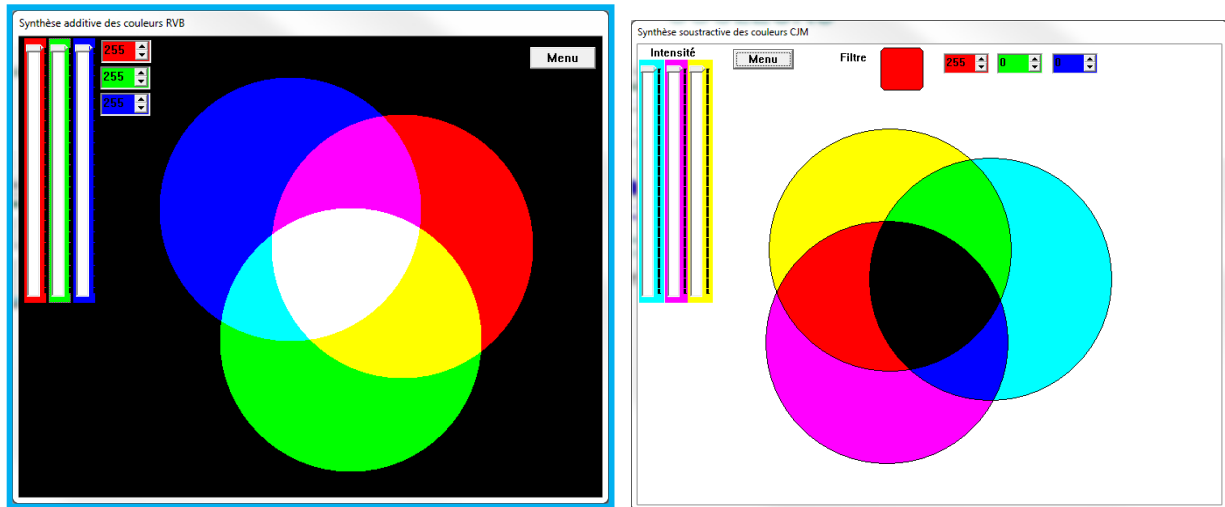 Synthèse additive des couleurs RVB
255
255
255
Menu
Synthèse soustractive des couleurs CJM
Intensité
Menu
Filtre
255
0
0